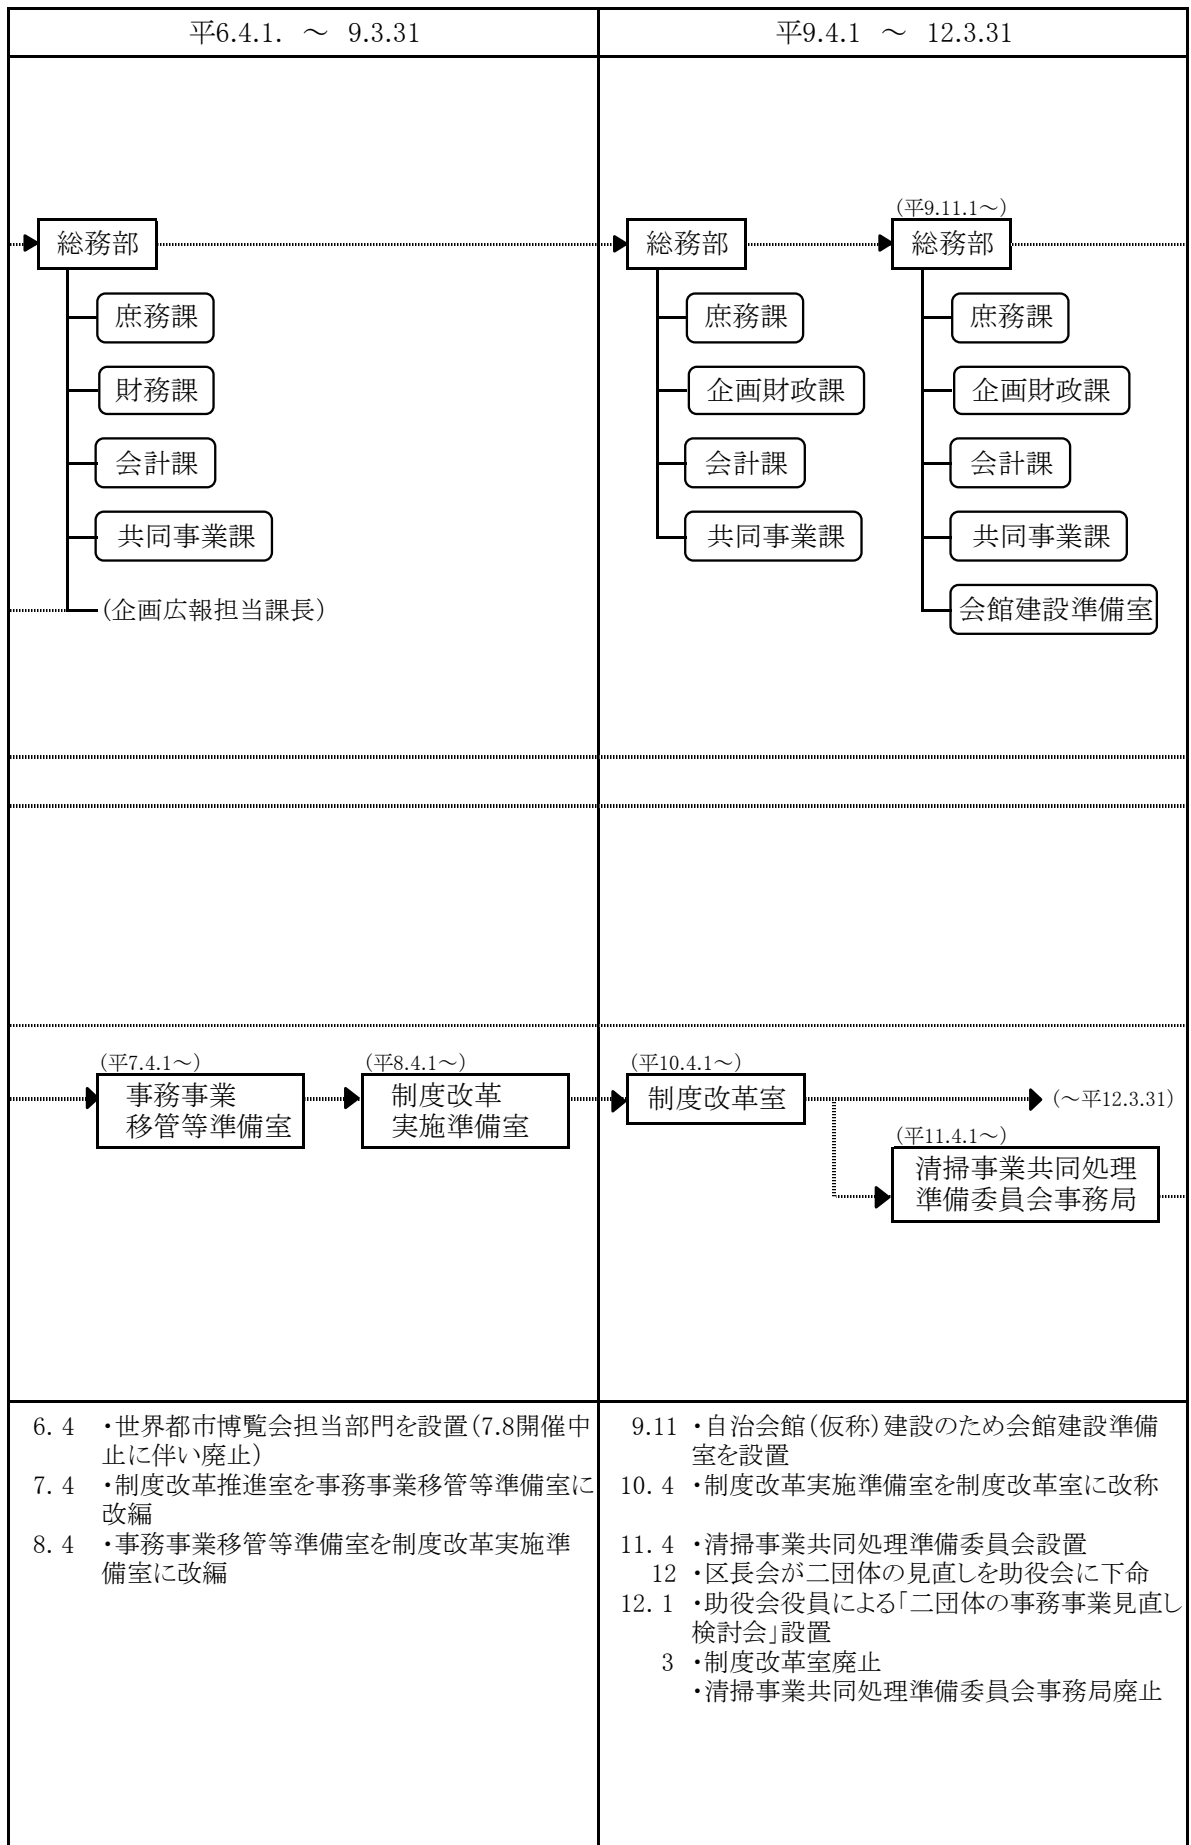 平6.4.1. ～ 9.3.31
平9.4.1 ～ 12.3.31
総務部
庶務課
財務課
会計課
共同事業課
(企画広報担当課長)
総務部
庶務課
企画財政課
会計課
共同事業課
(平9.11.1～)
総務部
庶務課
企画財政課
会計課
共同事業課
会館建設準備室
(平7.4.1～)
事務事業
移管等準備室
(平8.4.1～)
制度改革
実施準備室
(平10.4.1～)
制度改革室
(～平12.3.31)
(平11.4.1～)
清掃事業共同処理
準備委員会事務局
6. 4 ・世界都市博覧会担当部門を設置(7.8開催中
止に伴い廃止)
7. 4 ・制度改革推進室を事務事業移管等準備室に
改編
8. 4 ・事務事業移管等準備室を制度改革実施準
備室に改編
9.11 ・自治会館(仮称)建設のため会館建設準備
室を設置
10. 4 ・制度改革実施準備室を制度改革室に改称
11. 4 ・清掃事業共同処理準備委員会設置
12 ・区長会が二団体の見直しを助役会に下命
12. 1 ・助役会役員による「二団体の事務事業見直し
検討会」設置
3 ・制度改革室廃止
・清掃事業共同処理準備委員会事務局廃止